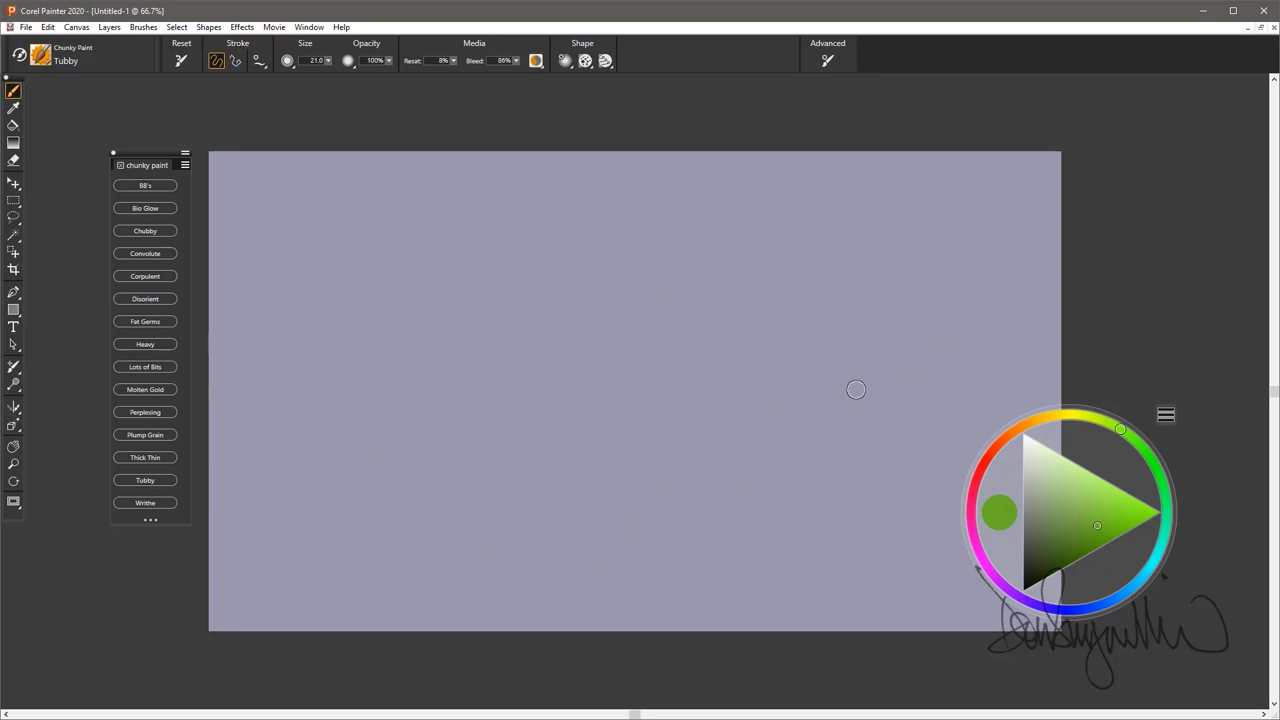 Corel Painter 2020 - [Untitled-1 @ 66.7%]
File Edit Canvas Layers Brushes Select Shapes Effects Movie Window Help
Chunky Paint
Tubby
Reset
Stroke
Size
21.0
Opacity
100%
Media
Resat: 8% Bleed: 86%
Shape
Advanced
chunky paint
BB's
Bio Glow
Chubby
Convolute
Corpulent
Disorient
Fat Germs
Heavy
Lots of Bits
Molten Gold
Perplexing
Plump Grain
Thick Thin
Tubby
Writhe